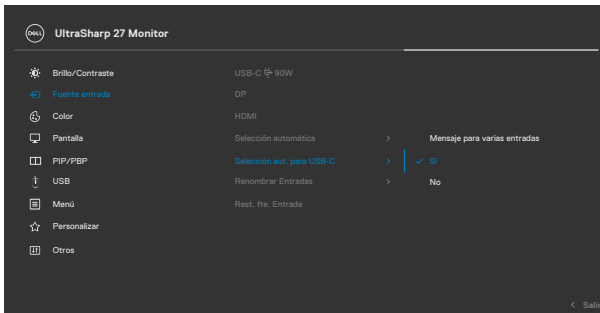 DELL UltraSharp 27 Monitor
Brillo/Contraste
USB-C 90W
Fuente entrada
DP
Color
HDMI
Pantalla
Selección automática
Mensaje para varias entradas
PIP/PBP
Selección aut. para USB-C
Sí
USB
Renombrar Entradas
No
Menú
Rest. fte. Entrada
Personalizar
Otros
Salir